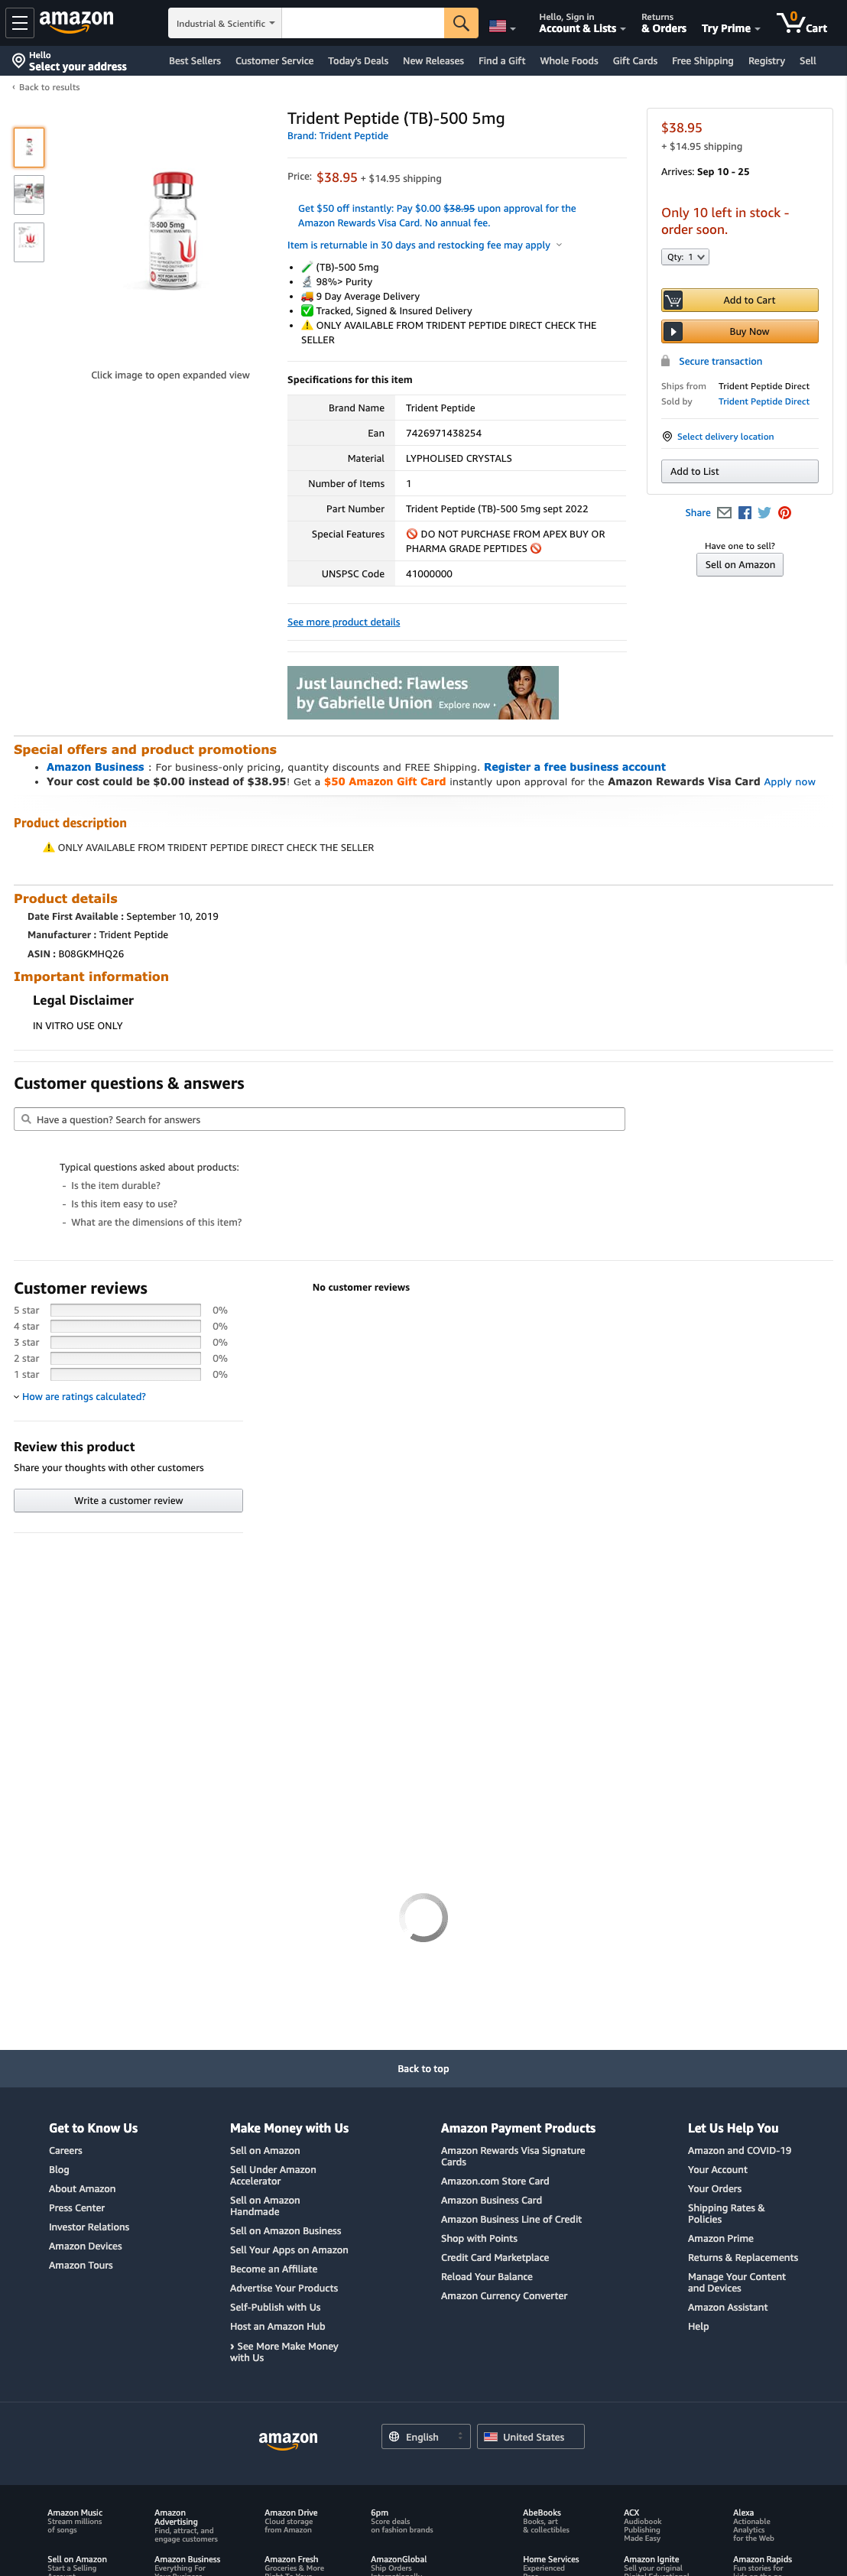 amazon
Industrial & Scientific
Hello, Sign in
Account & Lists
Returns
& Orders
Try Prime
0
Cart
Hello
Select your address
Best Sellers
Customer Service
Today's Deals
New Releases
Find a Gift
Whole Foods
Gift Cards
Free Shipping
Registry
Sell
‹ Back to results
Trident Peptide (TB)-500 5mg
Brand: Trident Peptide
Price: $38.95 + $14.95 shipping
Get $50 off instantly: Pay $0.00 $38.95 upon approval for the
Amazon Rewards Visa Card. No annual fee.
Item is returnable in 30 days and restocking fee may apply
• 🧪 (TB)-500 5mg
• 🔬 98%> Purity
• 🚚 9 Day Average Delivery
• ✅ Tracked, Signed & Insured Delivery
• ⚠️ ONLY AVAILABLE FROM TRIDENT PEPTIDE DIRECT CHECK THE
SELLER
TB-500 5mg
Click image to open expanded view
Specifications for this item
Brand Name Trident Peptide
Ean 7426971438254
Material LYPHOLISED CRYSTALS
Number of Items 1
Part Number Trident Peptide (TB)-500 5mg sept 2022
Special Features 🚫 DO NOT PURCHASE FROM APEX BUY OR
PHARMA GRADE PEPTIDES 🚫
UNSPSC Code 41000000
See more product details
Just launched: Flawless
by Gabrielle Union Explore now ›
$38.95
+ $14.95 shipping
Arrives: Sep 10 - 25
Only 10 left in stock -
order soon.
Qty: 1
Add to Cart
Buy Now
Secure transaction
Ships from Trident Peptide Direct
Sold by Trident Peptide Direct
Select delivery location
Add to List
Share
Have one to sell?
Sell on Amazon
Special offers and product promotions
• Amazon Business : For business-only pricing, quantity discounts and FREE Shipping. Register a free business account
• Your cost could be $0.00 instead of $38.95! Get a $50 Amazon Gift Card instantly upon approval for the Amazon Rewards Visa Card Apply now
Product description
⚠️ ONLY AVAILABLE FROM TRIDENT PEPTIDE DIRECT CHECK THE SELLER
Product details
Date First Available : September 10, 2019
Manufacturer : Trident Peptide
ASIN : B08GKMHQ26
Important information
Legal Disclaimer
IN VITRO USE ONLY
Customer questions & answers
Have a question? Search for answers
Typical questions asked about products:
- Is the item durable?
- Is this item easy to use?
- What are the dimensions of this item?
Customer reviews
No customer reviews
5 star 0%
4 star 0%
3 star 0%
2 star 0%
1 star 0%
How are ratings calculated?
Review this product
Share your thoughts with other customers
Write a customer review
Back to top
Get to Know Us
Careers
Blog
About Amazon
Press Center
Investor Relations
Amazon Devices
Amazon Tours
Make Money with Us
Sell on Amazon
Sell Under Amazon
Accelerator
Sell on Amazon
Handmade
Sell on Amazon Business
Sell Your Apps on Amazon
Become an Affiliate
Advertise Your Products
Self-Publish with Us
Host an Amazon Hub
› See More Make Money
with Us
Amazon Payment Products
Amazon Rewards Visa Signature
Cards
Amazon.com Store Card
Amazon Business Card
Amazon Business Line of Credit
Shop with Points
Credit Card Marketplace
Reload Your Balance
Amazon Currency Converter
Let Us Help You
Amazon and COVID-19
Your Account
Your Orders
Shipping Rates &
Policies
Amazon Prime
Returns & Replacements
Manage Your Content
and Devices
Amazon Assistant
Help
amazon
English
United States
Amazon Music
Stream millions
of songs
Amazon
Advertising
Find, attract, and
engage customers
Amazon Drive
Cloud storage
from Amazon
6pm
Score deals
on fashion brands
AbeBooks
Books, art
& collectibles
ACX
Audiobook
Publishing
Made Easy
Alexa
Actionable
Analytics
for the Web
Sell on Amazon
Start a Selling
Amazon Business
Everything For
Amazon Fresh
Groceries & More
AmazonGlobal
Ship Orders
Home Services
Experienced
Amazon Ignite
Sell your original
Amazon Rapids
Fun stories for